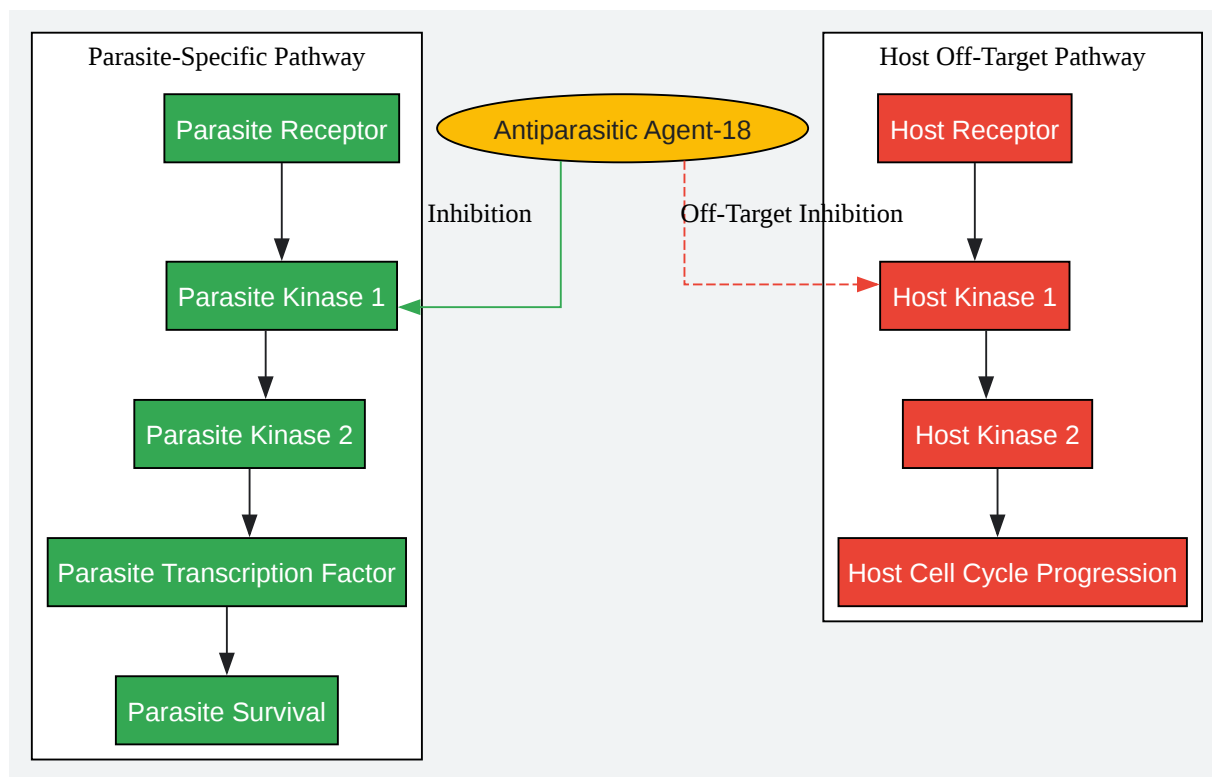 Parasite-Specific Pathway
Parasite Receptor
Parasite Kinase 1
Parasite Kinase 2
Parasite Transcription Factor
Parasite Survival
Antiparasitic Agent-18
Inhibition
Off-Target Inhibition
Host Off-Target Pathway
Host Receptor
Host Kinase 1
Host Kinase 2
Host Cell Cycle Progression